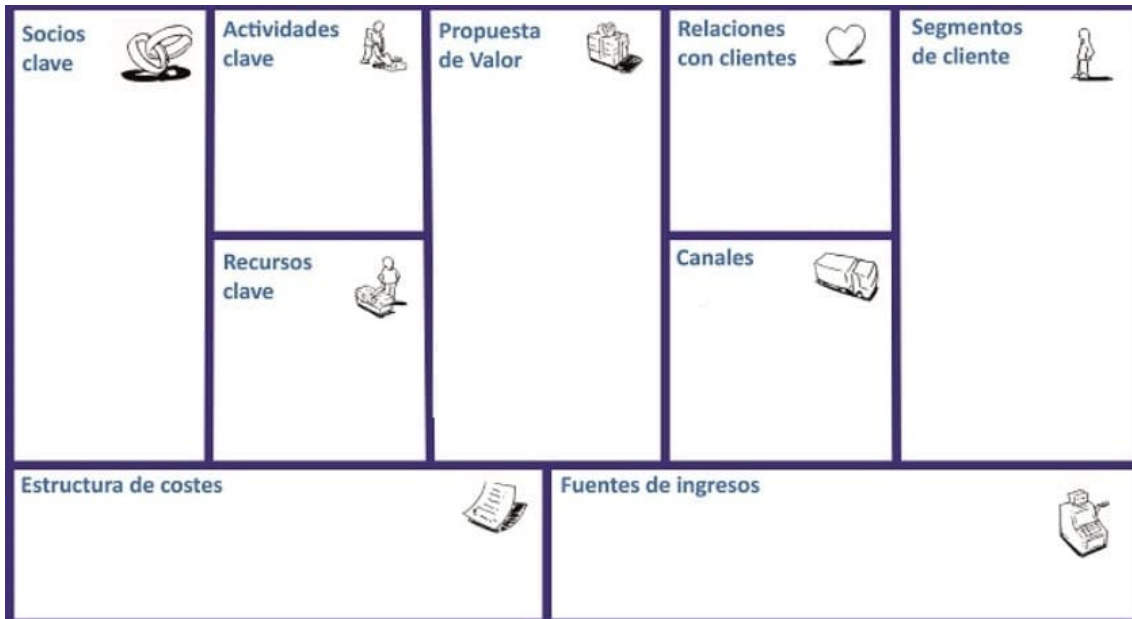 Socios
clave
Actividades
clave
Propuesta
de Valor
Relaciones
con clientes
Segmentos
de cliente
Recursos
clave
Canales
Estructura de costes
Fuentes de ingresos